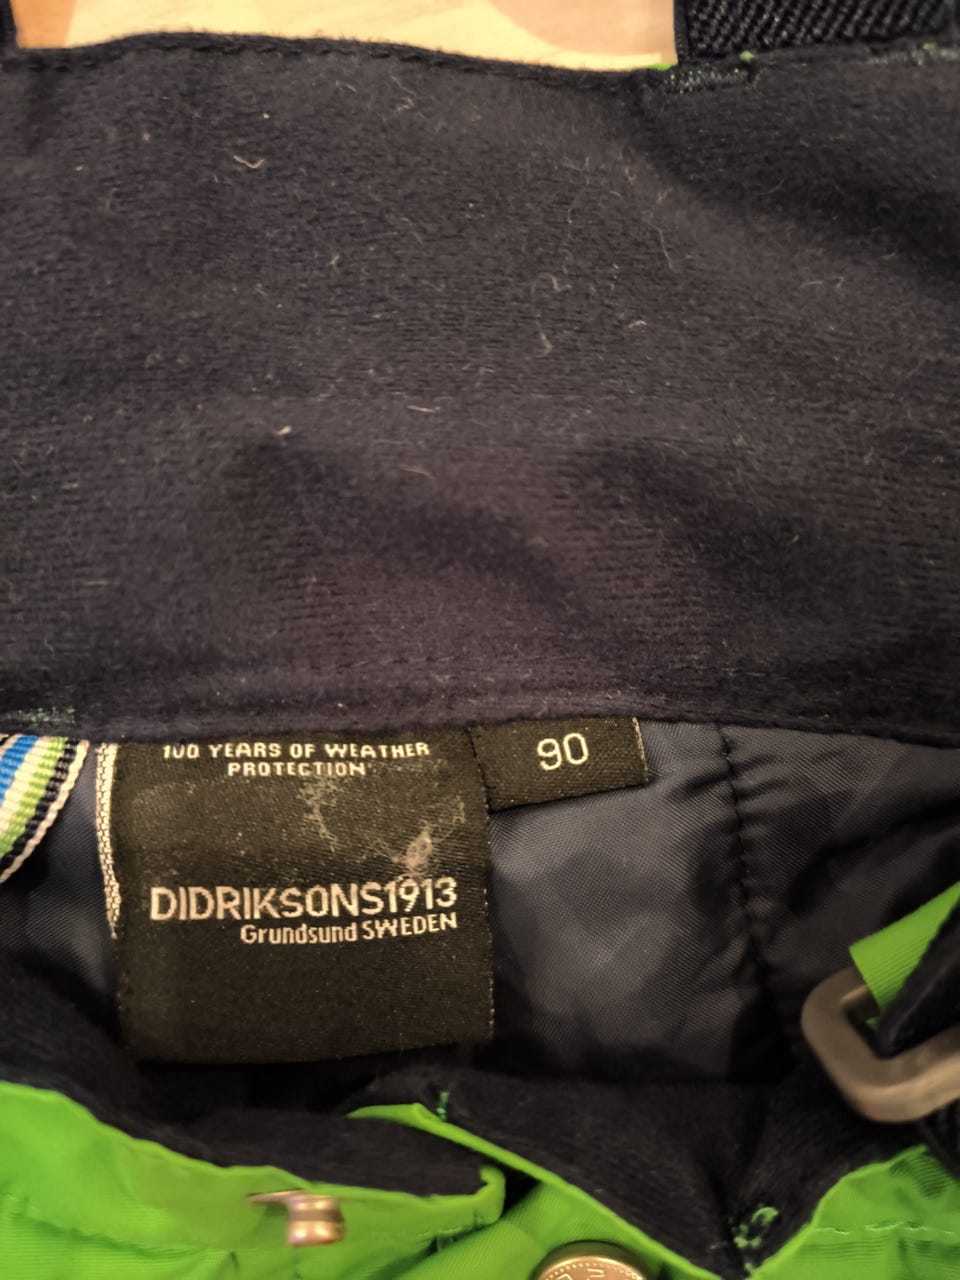 100 YEARS OF WEATHER
PROTECTION
90
DIDRIKSONS1913
Grundsund SWEDEN